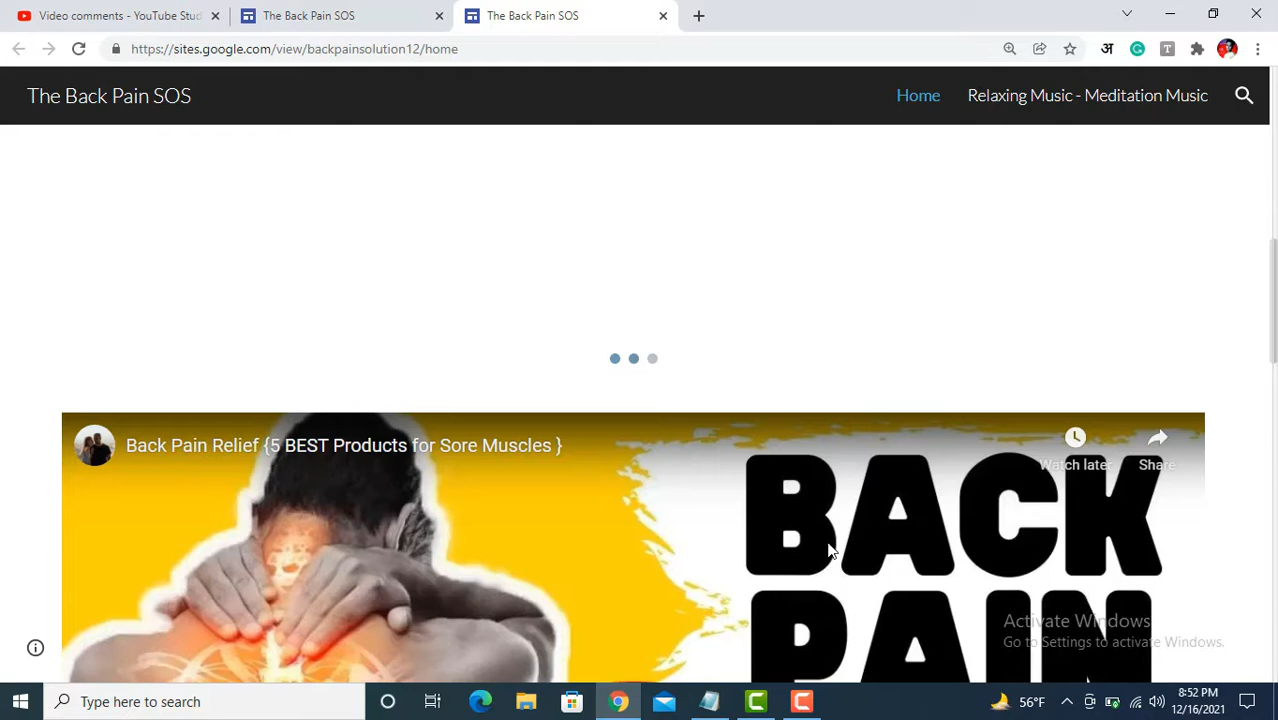 Video comments - YouTube Stud
The Back Pain SOS
The Back Pain SOS
https://sites.google.com/view/backpainsolution12/home
अ
T
The Back Pain SOS
Home
Relaxing Music - Meditation Music
Back Pain Relief {5 BEST Products for Sore Muscles }
Watch later
Share
BACK
PAIN
Activate Windows
Go to Settings to activate Windows.
Type here to search
56°F
8:52 PM
12/16/2021